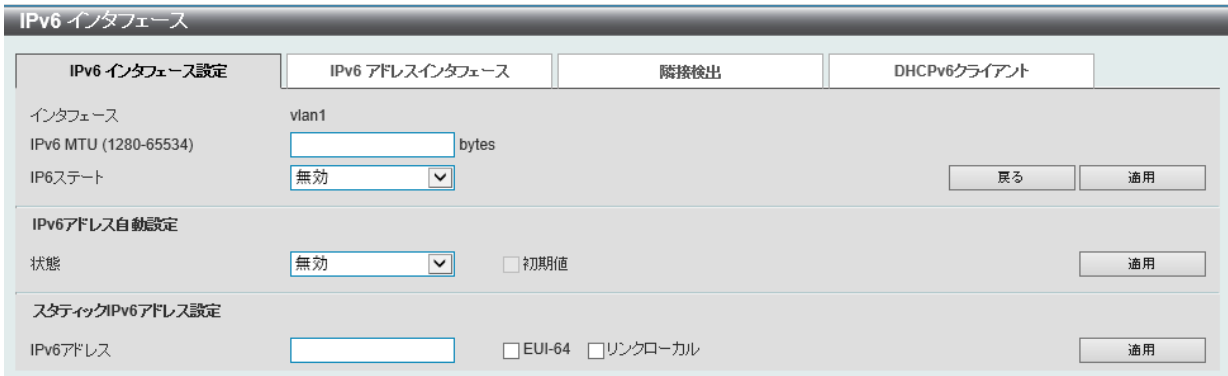 IPv6 インタフェース
IPv6 インタフェース設定 IPv6 アドレスインタフェース 隣接検出 DHCPv6クライアント
インタフェース vlan1
IPv6 MTU (1280-65534) bytes
IP6ステート 無効 戻る 適用
IPv6アドレス自動設定
状態 無効 初期値 適用
スタティックIPv6アドレス設定
IPv6アドレス EUI-64 リンクローカル 適用